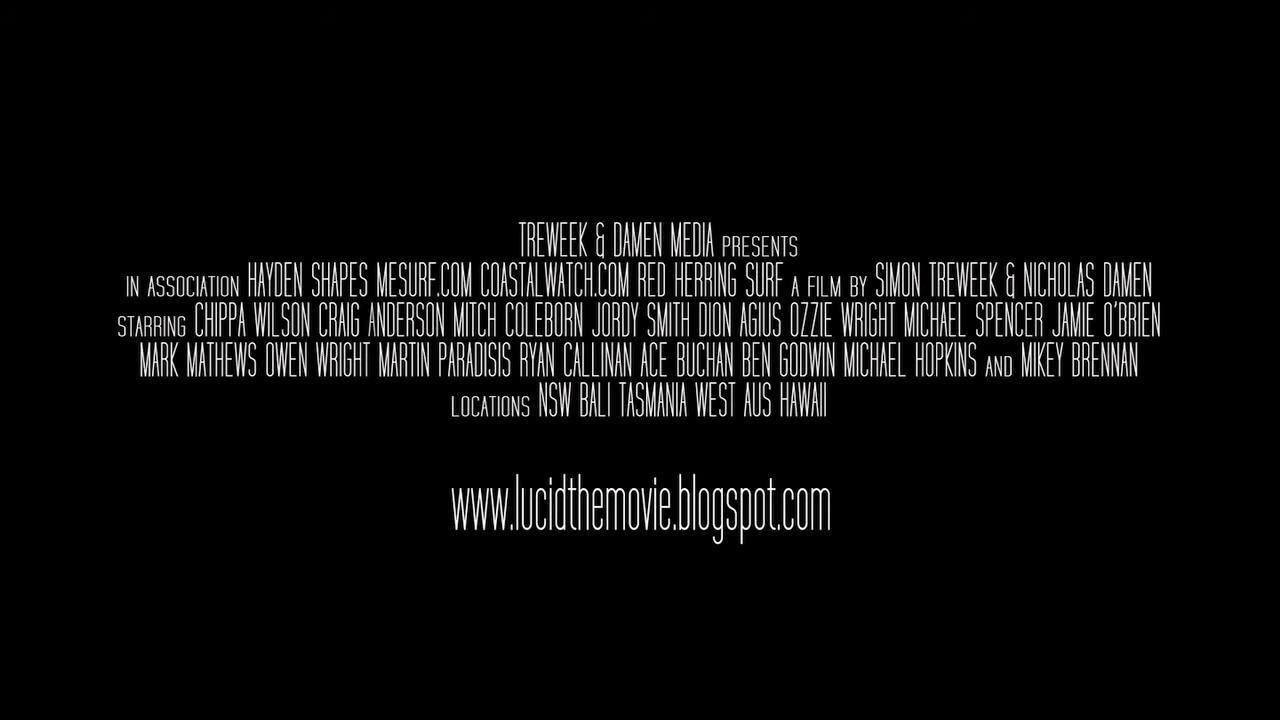 TREWEEK & DAMEN MEDIA PRESENTS
IN ASSOCIATION HAYDEN SHAPES MESURF.COM COASTALWATCH.COM RED HERRING SURF A FILM BY SIMON TREWEEK & NICHOLAS DAMEN
STARRING CHIPPA WILSON CRAIG ANDERSON MITCH COLEBORN JORDY SMITH DION AGIUS OZZIE WRIGHT MICHAEL SPENCER JAMIE O'BRIEN
MARK MATHEWS OWEN WRIGHT MARTIN PARADISIS RYAN CALLINAN ACE BUCHAN BEN GODWIN MICHAEL HOPKINS AND MIKEY BRENNAN
LOCATIONS NSW BALI TASMANIA WEST AUS HAWAII
www.lucidthemovie.blogspot.com